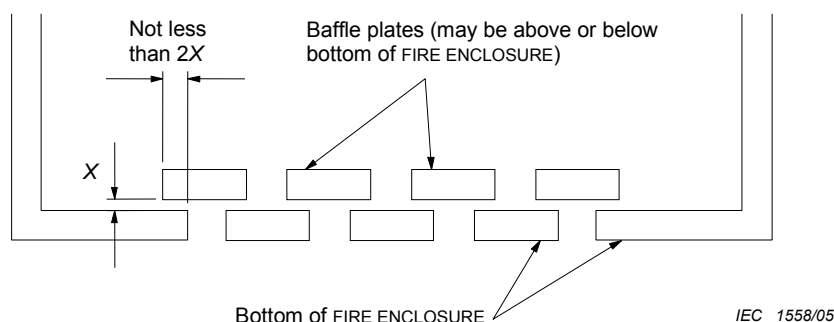 Not less
than 2X
Baffle plates (may be above or below
bottom of FIRE ENCLOSURE)
X
Bottom of FIRE ENCLOSURE
IEC 1558/05